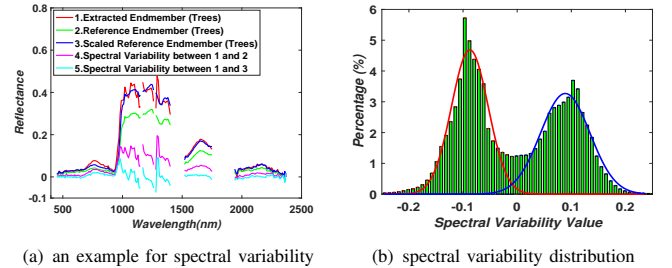 0.8
0.6
0.4
0.2
0
-0.1
Reflectance
1.Extracted Endmember (Trees)
2.Reference Endmember (Trees)
3.Scaled Reference Endmember (Trees)
4.Spectral Variability between 1 and 2
5.Spectral Variability between 1 and 3
500 1000 1500 2000 2500
Wavelength(nm)
(a) an example for spectral variability
6
5
4
3
2
1
0
Percentage (%)
-0.2 -0.1 0 0.1 0.2
Spectral Variability Value
(b) spectral variability distribution